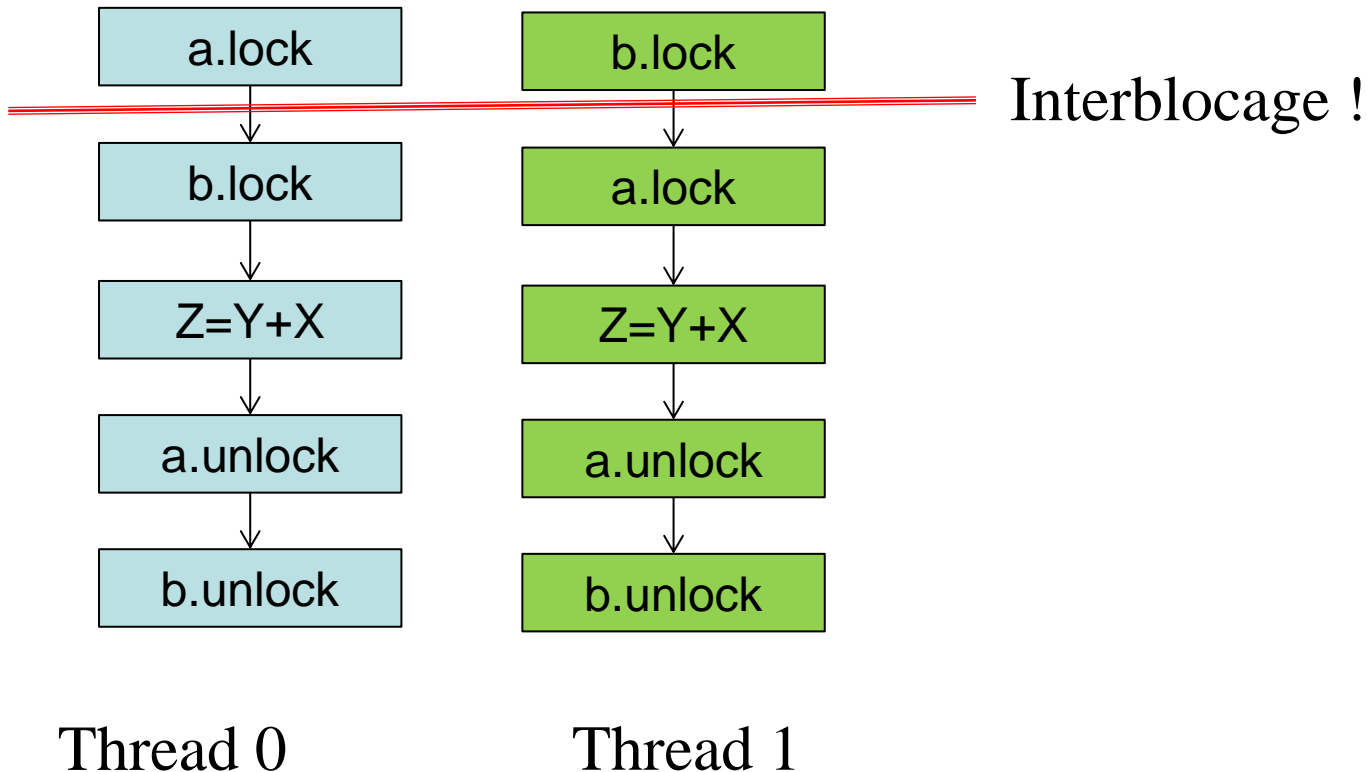 a.lock
b.lock
Z=Y+X
a.unlock
b.unlock
Thread 0
b.lock
a.lock
Z=Y+X
a.unlock
b.unlock
Thread 1
Interblocage !